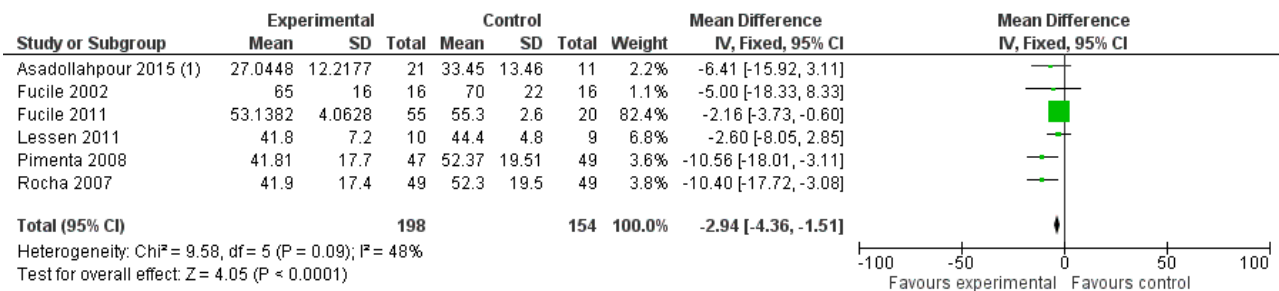 Experimental Control Mean Difference Mean Difference
Study or Subgroup Mean SD Total Mean SD Total Weight IV, Fixed, 95% CI IV, Fixed, 95% CI
Asadollahpour 2015 (1) 27.0448 12.2177 21 33.45 13.46 11 2.2% -6.41 [-15.92, 3.11]
Fucile 2002 65 16 16 70 22 16 1.1% -5.00 [-18.33, 8.33]
Fucile 2011 53.1382 4.0628 55 55.3 2.6 20 82.4% -2.16 [-3.73, -0.60]
Lessen 2011 41.8 7.2 10 44.4 4.8 9 6.8% -2.60 [-8.05, 2.85]
Pimenta 2008 41.81 17.7 47 52.37 19.51 49 3.6% -10.56 [-18.01, -3.11]
Rocha 2007 41.9 17.4 49 52.3 19.5 49 3.8% -10.40 [-17.72, -3.08]
Total (95% CI) 198 154 100.0% -2.94 [-4.36, -1.51]
Heterogeneity: Chi² = 9.58, df = 5 (P = 0.09); I² = 48%
Test for overall effect: Z = 4.05 (P < 0.0001)
-100 -50 0 50 100
Favours experimental Favours control